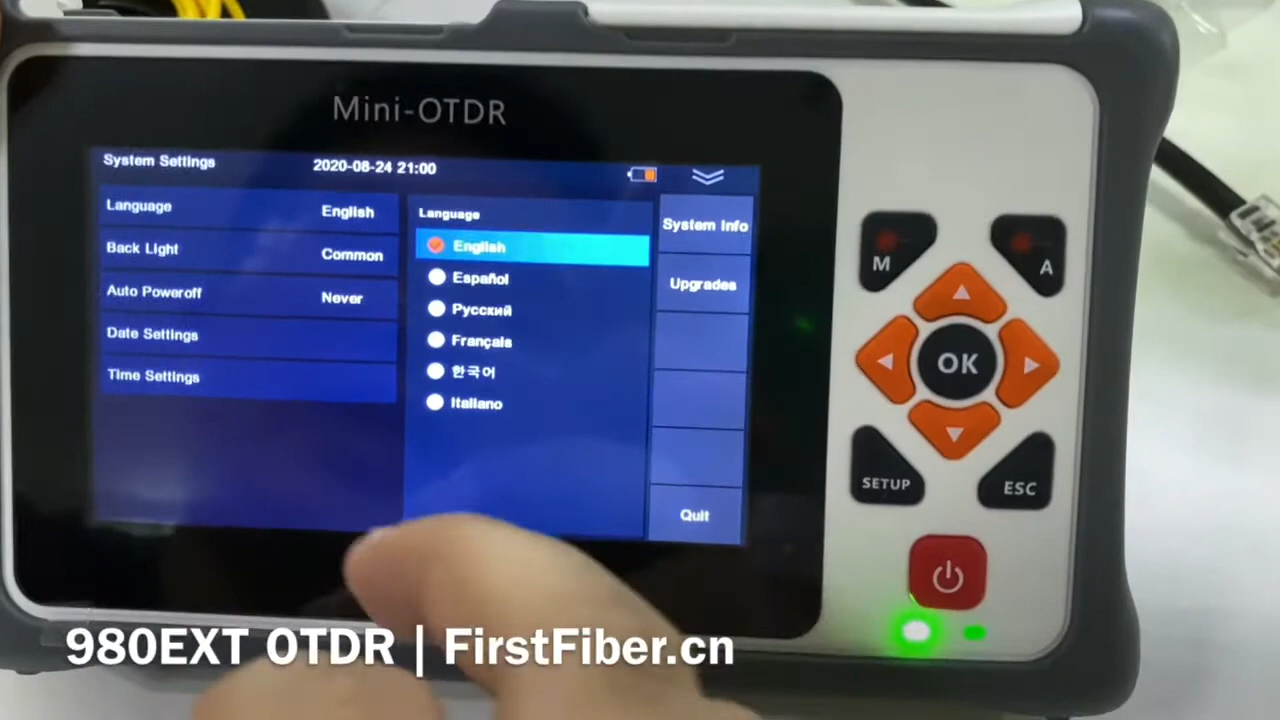 Mini-OTDR
System Settings 2020-08-24 21:00
Language English
Back Light Common
Auto Poweroff Never
Date Settings
Time Settings
Language
English
Español
Русский
Français
한국어
Italiano
System Info
Upgrades
Quit
M
A
OK
SETUP
ESC
980EXT OTDR | FirstFiber.cn